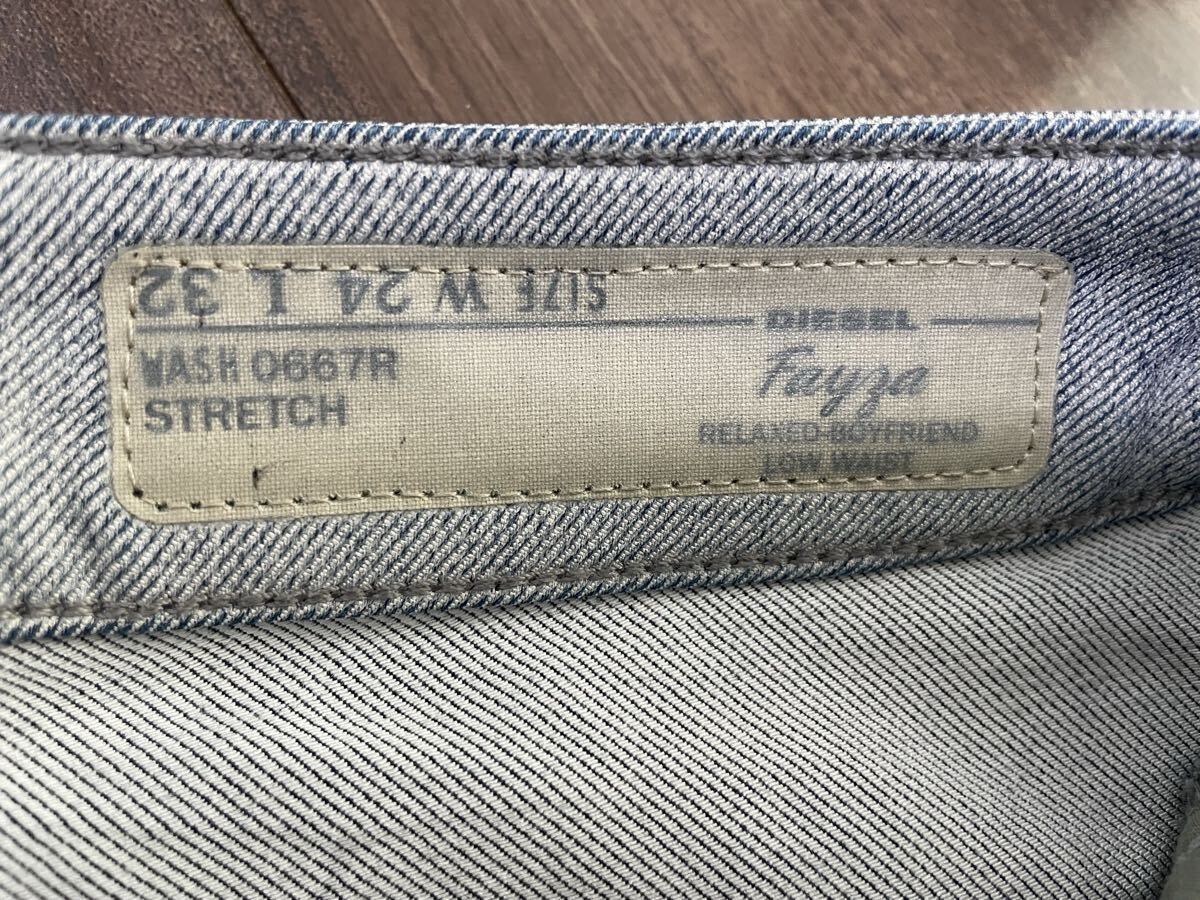 SIZE W 24 L 32
DIESEL
WASH 0667R
STRETCH
Fayza
RELAXED-BOYFRIEND
LOW WAIST